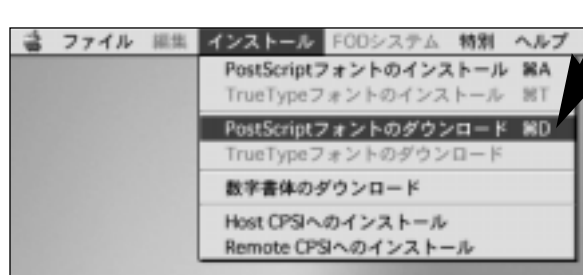 ファイル 編集 インストール FODシステム 特別 ヘルプ
PostScriptフォントのインストール ⌘A
TrueTypeフォントのインストール ⌘T
PostScriptフォントのダウンロード ⌘D
TrueTypeフォントのダウンロード
数字書体のダウンロード
Host CPSIへのインストール
Remote CPSIへのインストール